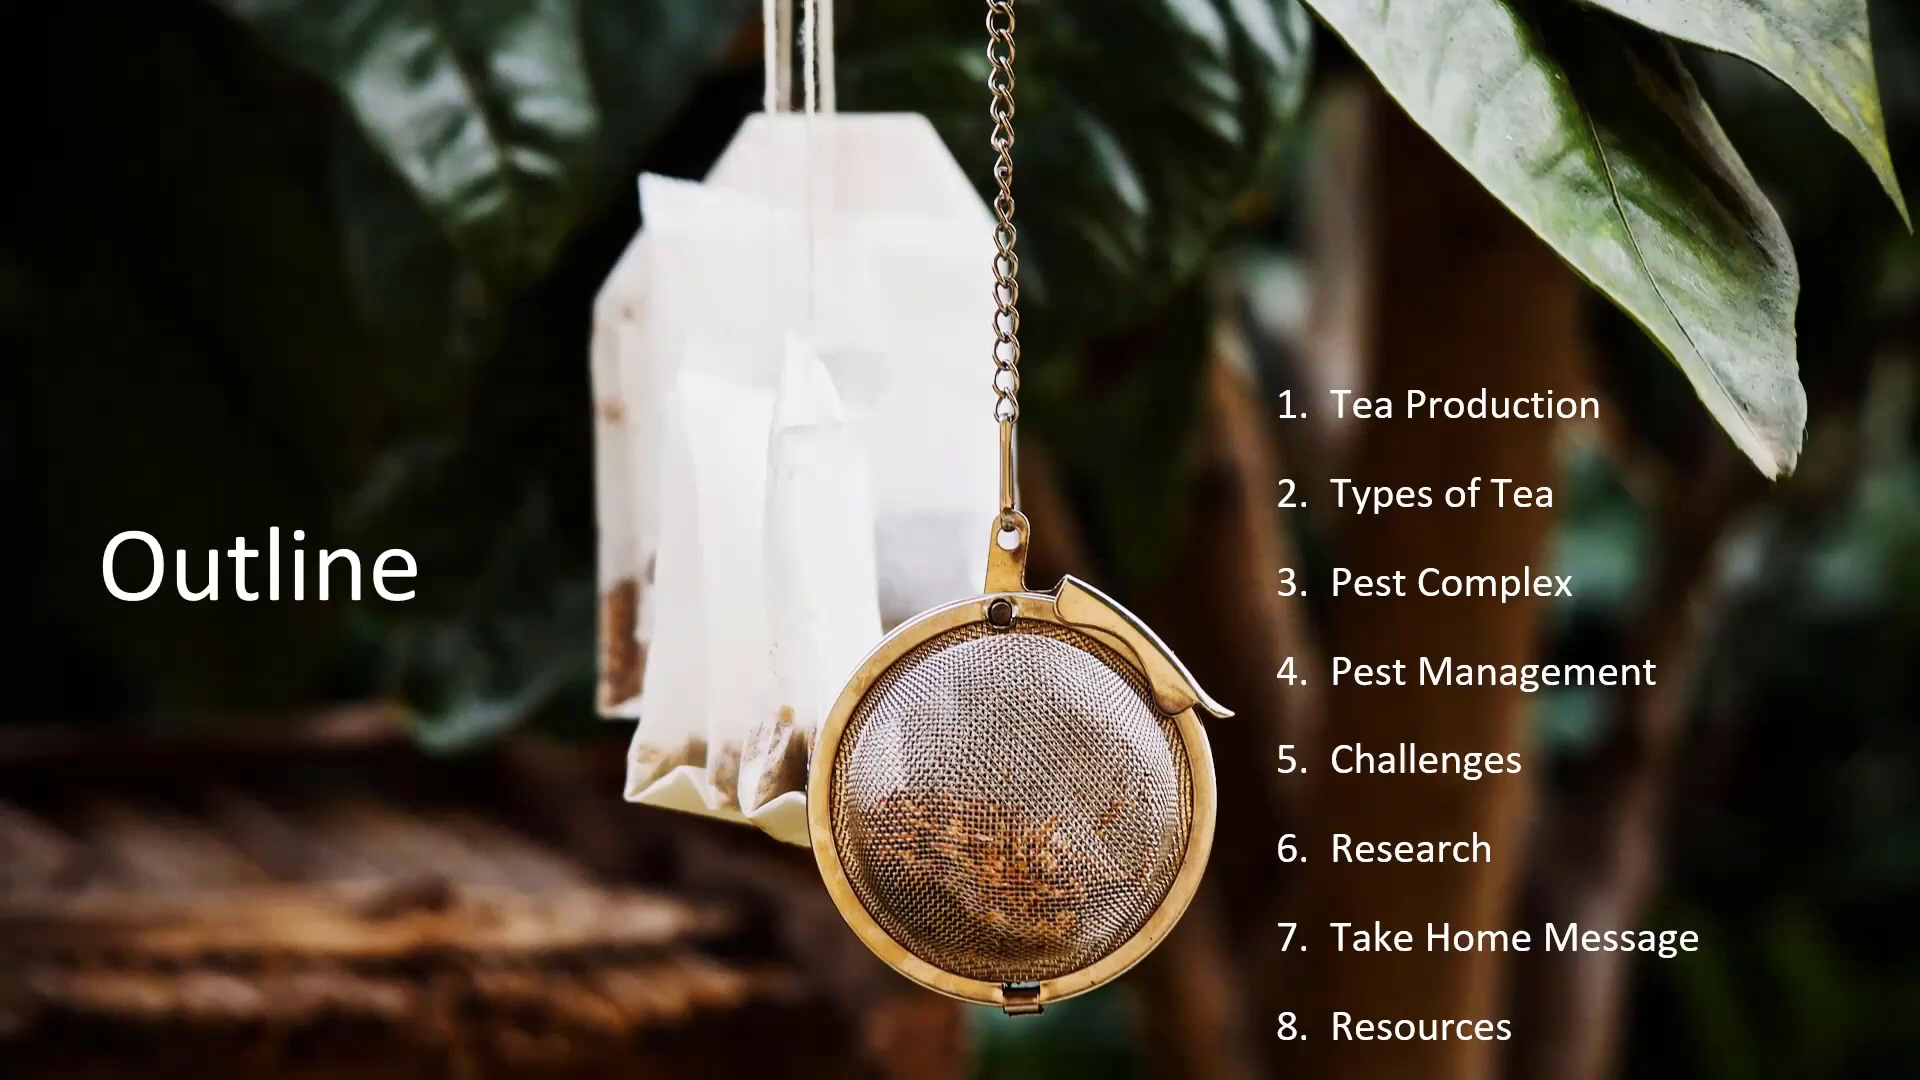 Outline
1. Tea Production
2. Types of Tea
3. Pest Complex
4. Pest Management
5. Challenges
6. Research
7. Take Home Message
8. Resources